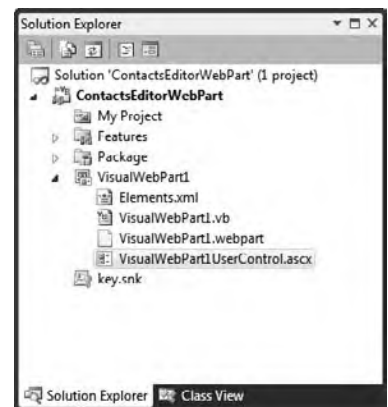 Solution Explorer
Solution 'ContactsEditorWebPart' (1 project)
ContactsEditorWebPart
My Project
Features
Package
VisualWebPart1
Elements.xml
VisualWebPart1.vb
VisualWebPart1.webpart
VisualWebPart1UserControl.ascx
key.snk
Solution Explorer Class View